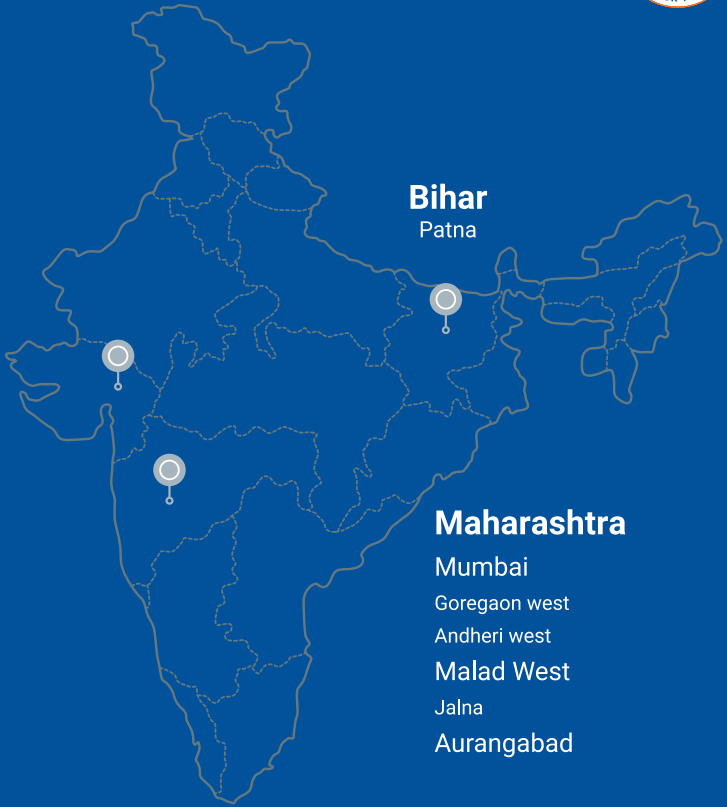 Bihar
Patna
Maharashtra
Mumbai
Goregaon west
Andheri west
Malad West
Jalna
Aurangabad